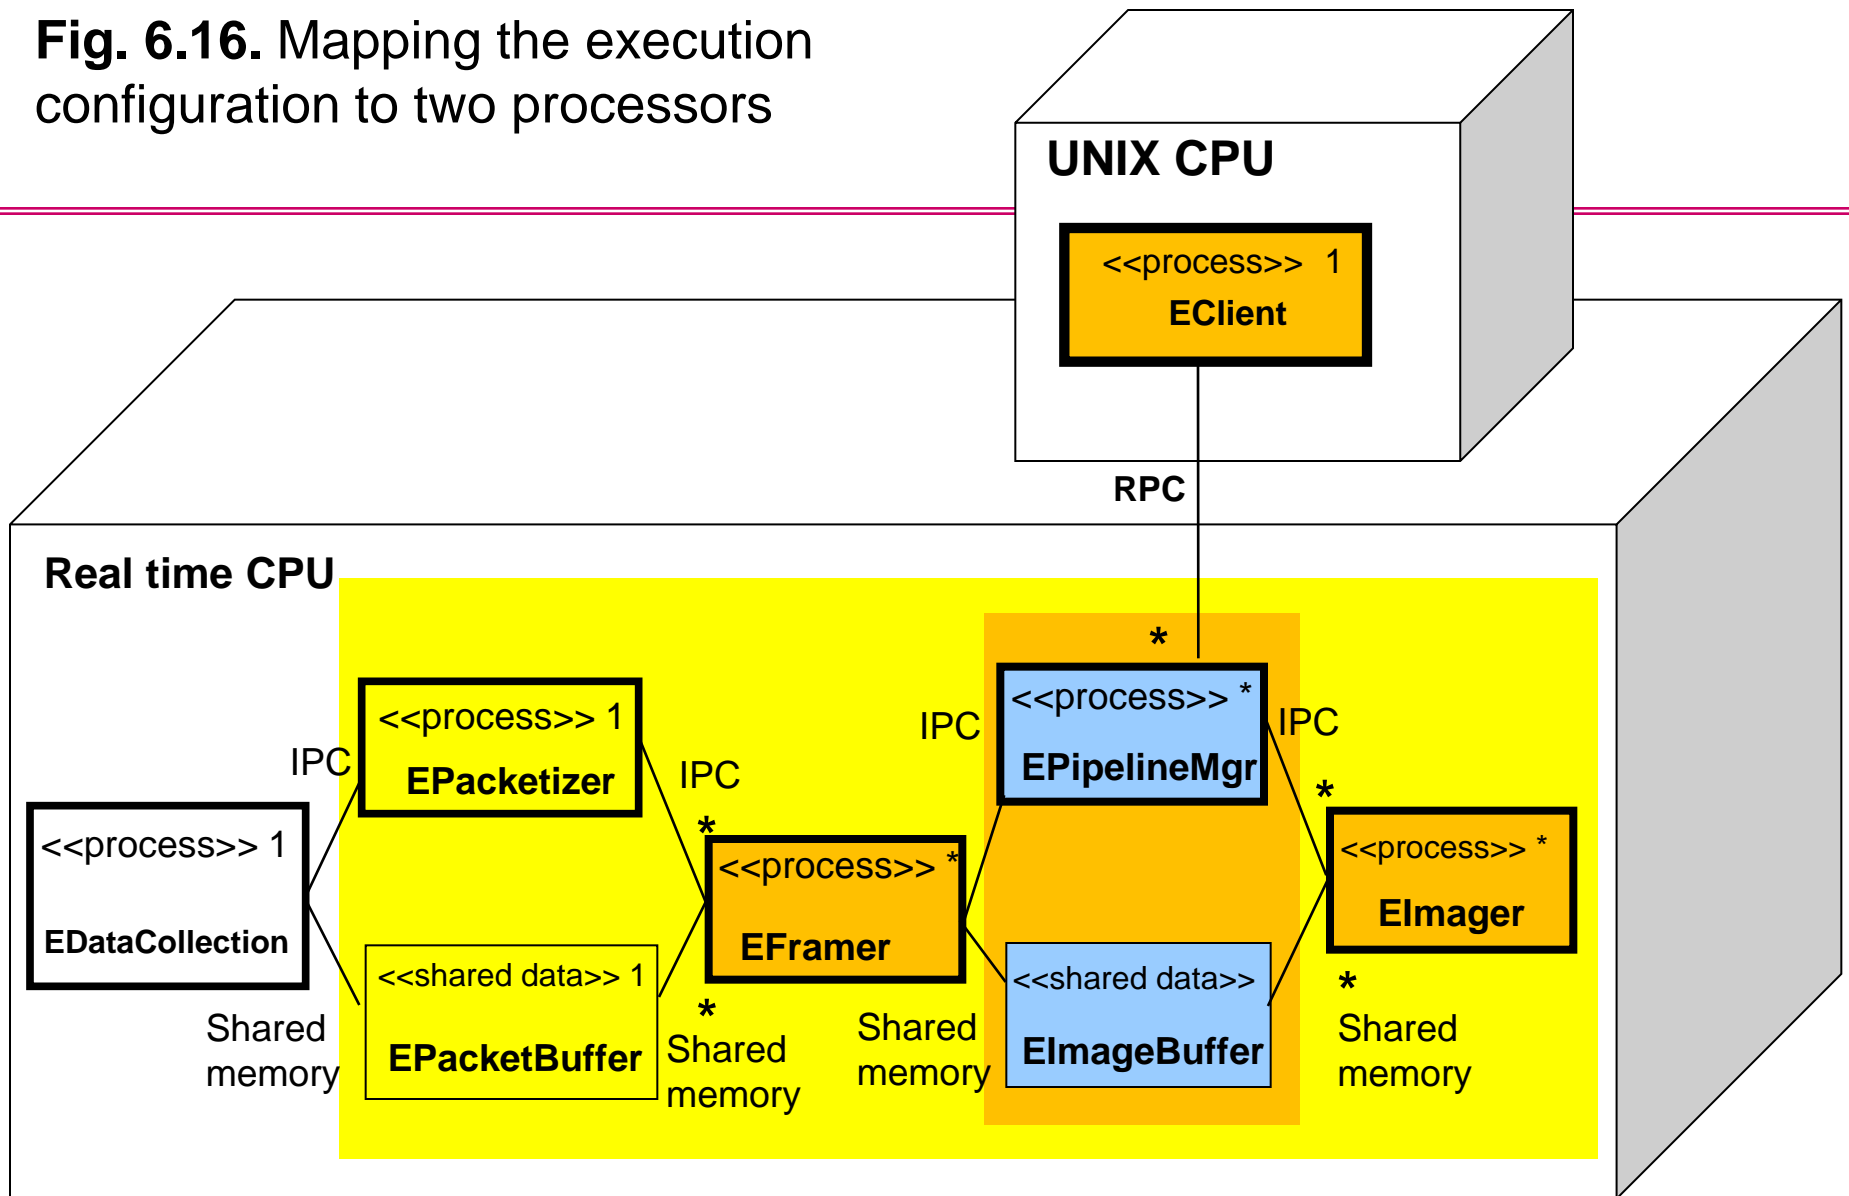 Fig. 6.16. Mapping the execution
configuration to two processors
UNIX CPU
<<process>> 1
EClient
RPC
Real time CPU
*
<<process>> 1
EPacketizer
IPC
IPC
*
<<process>> 1
EDataCollection
<<shared data>> 1
EPacketBuffer
Shared
memory
<<process>> *
EFramer
*
Shared
memory
IPC
<<process>> *
EPipelineMgr
IPC
*
<<process>> *
EImager
Shared
memory
<<shared data>>
EImageBuffer
*
Shared
memory